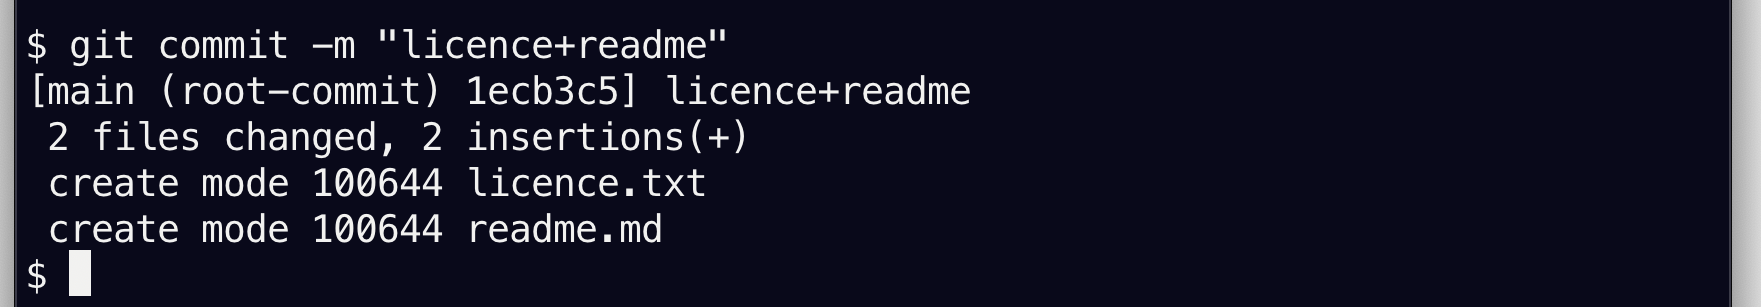 $ git commit -m "licence+readme"
[main (root-commit) 1ecb3c5] licence+readme
 2 files changed, 2 insertions(+)
 create mode 100644 licence.txt
 create mode 100644 readme.md
$